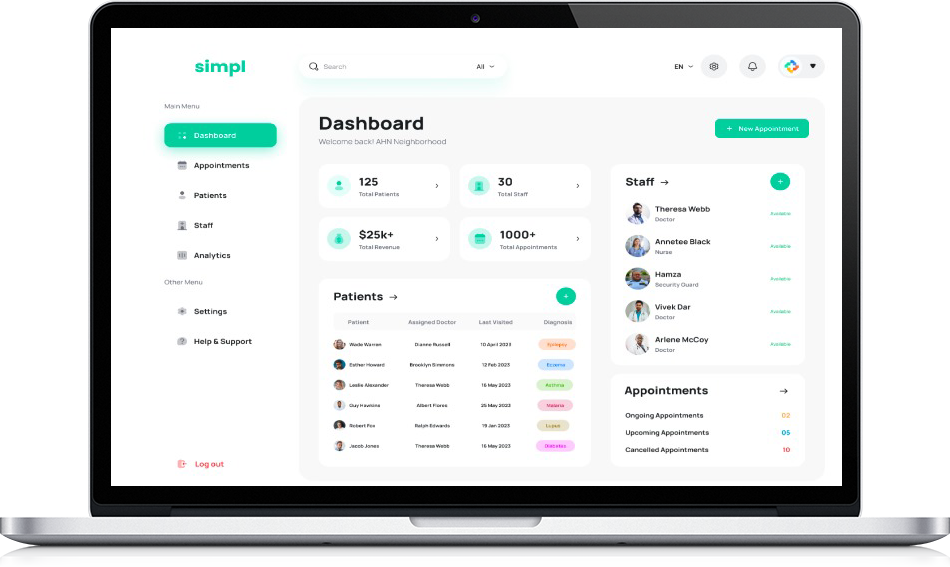 simpl
Search
All
EN
Main Menu
Dashboard
Appointments
Patients
Staff
Analytics
Other Menu
Settings
Help & Support
Log out
Dashboard
Welcome back! AHN Neighborhood
+ New Appointment
125
Total Patients
30
Total Staff
$25k+
Total Revenue
1000+
Total Appointments
Patients →
+
Patient Assigned Doctor Last Visited Diagnosis
Wade Warren Dianne Russell 10 April 2023 Epilepsy
Esther Howard Brooklyn Simmons 12 Feb 2023 Eczema
Leslie Alexander Theresa Webb 16 May 2023 Asthma
Guy Hawkins Albert Flores 25 May 2023 Malaria
Robert Fox Ralph Edwards 19 Jan 2023 Lupus
Jacob Jones Theresa Webb 16 May 2023 Diabetes
Staff →
+
Theresa Webb
Doctor
Available
Annetee Black
Nurse
Available
Hamza
Security Guard
Available
Vivek Dar
Doctor
Available
Arlene McCoy
Doctor
Available
Appointments →
Ongoing Appointments 02
Upcoming Appointments 05
Cancelled Appointments 10